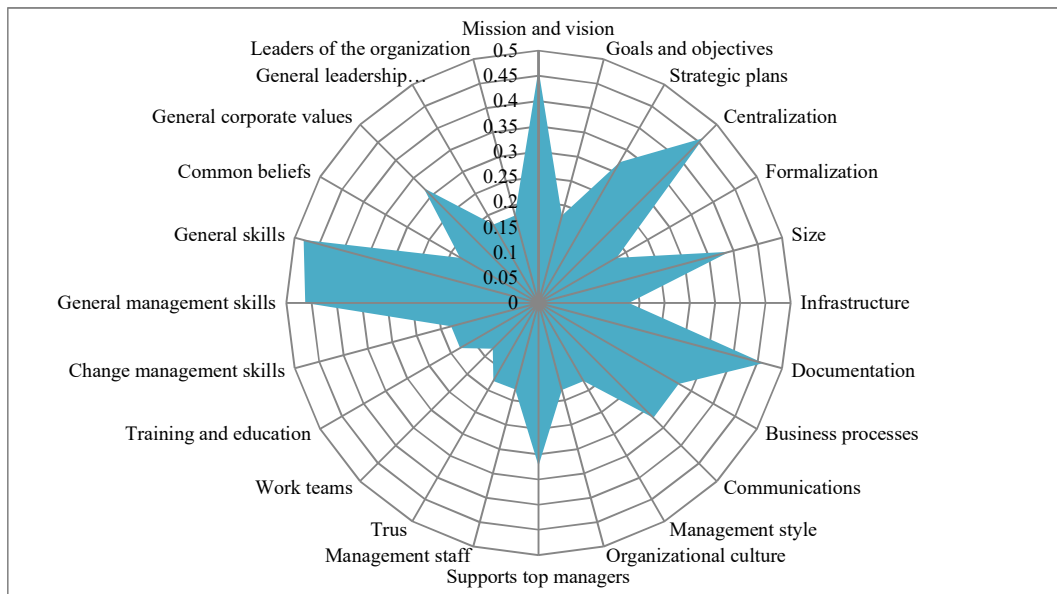 Mission and vision
Goals and objectives
Strategic plans
Centralization
Formalization
Size
Infrastructure
Documentation
Business processes
Communications
Management style
Organizational culture
Supports top managers
Management staff
Trus
Work teams
Training and education
Change management skills
General management skills
General skills
Common beliefs
General corporate values
General leadership…
Leaders of the organization
0.5
0.45
0.4
0.35
0.3
0.25
0.2
0.15
0.1
0.05
0